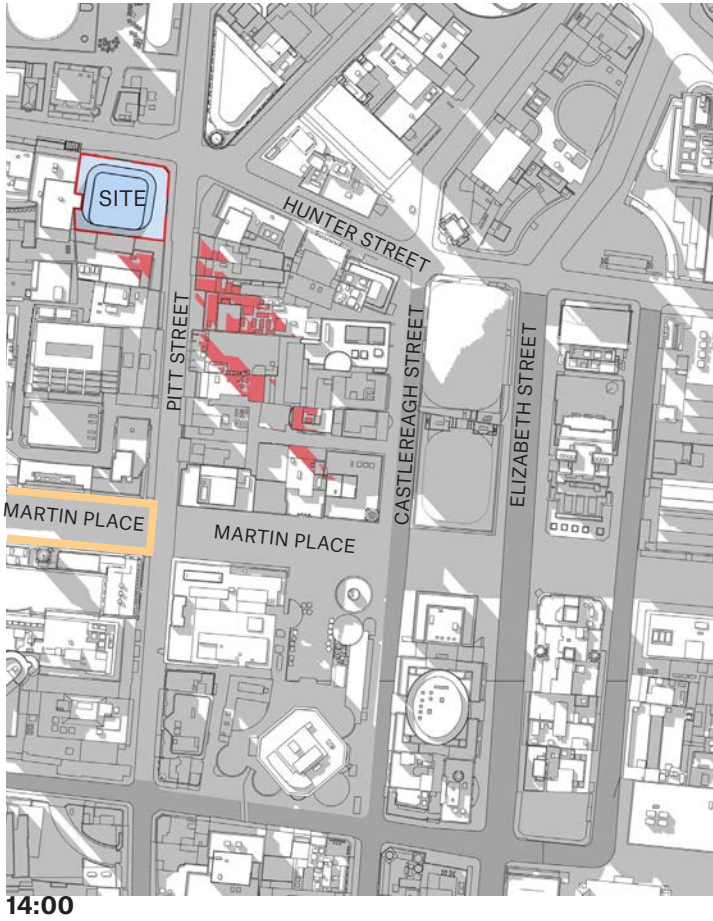 SITE
HUNTER STREET
PITT STREET
CASTLEREAGH STREET
ELIZABETH STREET
MARTIN PLACE
MARTIN PLACE
14:00